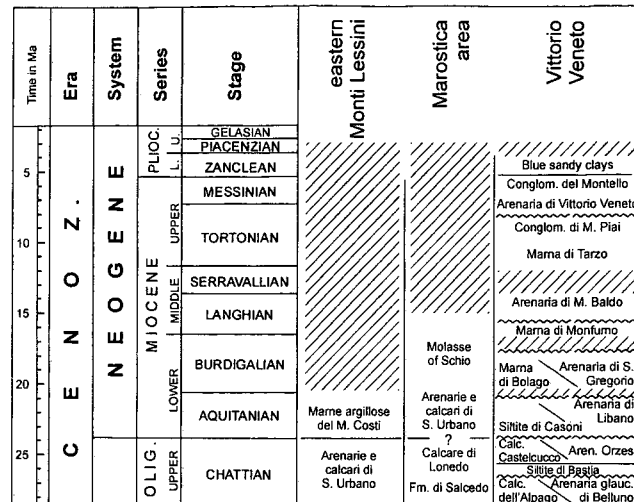 Time in Ma
Era
System
Series
Stage
eastern
Monti Lessini
Marostica
area
Vittorio
Veneto
5
10
15
20
25
CENOZ.
NEOGENE
PLIOC.
U.
L.
MIOCENE
UPPER
MIDDLE
LOWER
OLIG.
UPPER
GELASIAN
PIACENZIAN
ZANCLEAN
MESSINIAN
TORTONIAN
SERRAVALLIAN
LANGHIAN
BURDIGALIAN
AQUITANIAN
CHATTIAN
Marne argillose
del M. Costi
Arenarie e
calcari di
S. Urbano
Molasse
of Schio
Arenarie e
calcari di
S. Urbano
?
Calcare di
Lonedo
Fm. di Salcedo
Blue sandy clays
Conglom. del Montello
Arenaria di Vittorio Veneto
Conglom. di M. Piai
Marna di Tarzo
Arenaria di M. Baldo
Marna di Monfumo
Marna
di Bolago
Arenaria di S.
Gregorio
Arenaria di
Libano
Siltite di Casoni
Calc.
Castelcucco
Aren. Orzes
Siltite di Bastia
Calc.
dell'Alpago
Arenaria glauc.
di Belluno